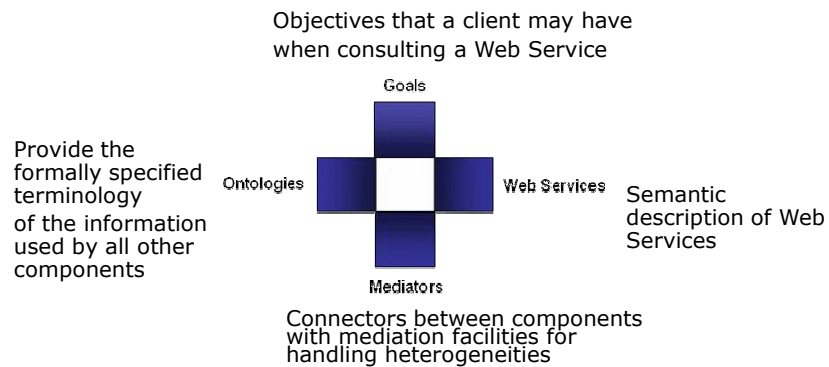 Objectives that a client may have
when consulting a Web Service
Goals
Provide the
formally specified
terminology
of the information
used by all other
components
Ontologies
Web Services
Semantic
description of Web
Services
Mediators
Connectors between components
with mediation facilities for
handling heterogeneities